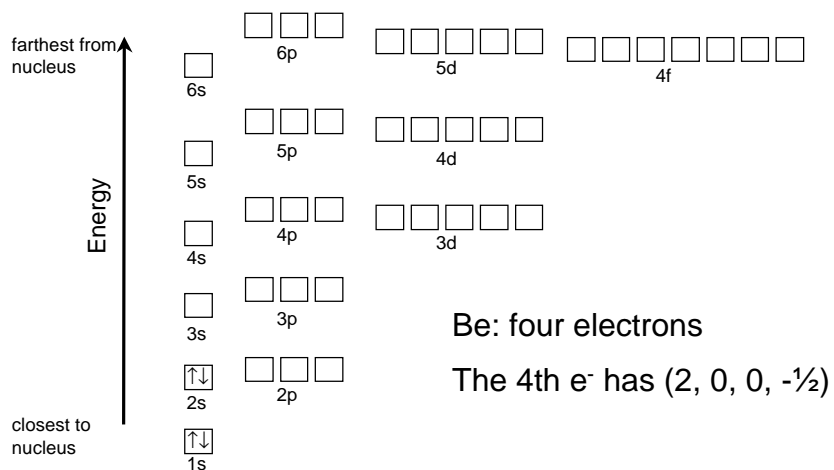 farthest from
nucleus
6p
5d
4f
6s
5p
4d
5s
Energy
4p
3d
4s
3p
3s
Be: four electrons
The 4th e⁻ has (2, 0, 0, -½)
↑↓
2s
2p
closest to
nucleus
↑↓
1s